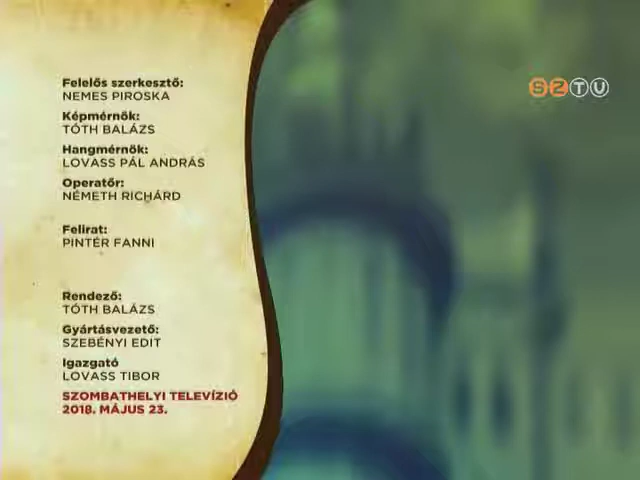 Felelős szerkesztő:
NEMES PIROSKA
Képmérnök:
TÓTH BALÁZS
Hangmérnök:
LOVASS PÁL ANDRÁS
Operatőr:
NÉMETH RICHÁRD
Felirat:
PINTÉR FANNI
Rendező:
TÓTH BALÁZS
Gyártásvezető:
SZEBÉNYI EDIT
Igazgató
LOVASS TIBOR
SZOMBATHELYI TELEVÍZIÓ
2018. MÁJUS 23.
SZTV